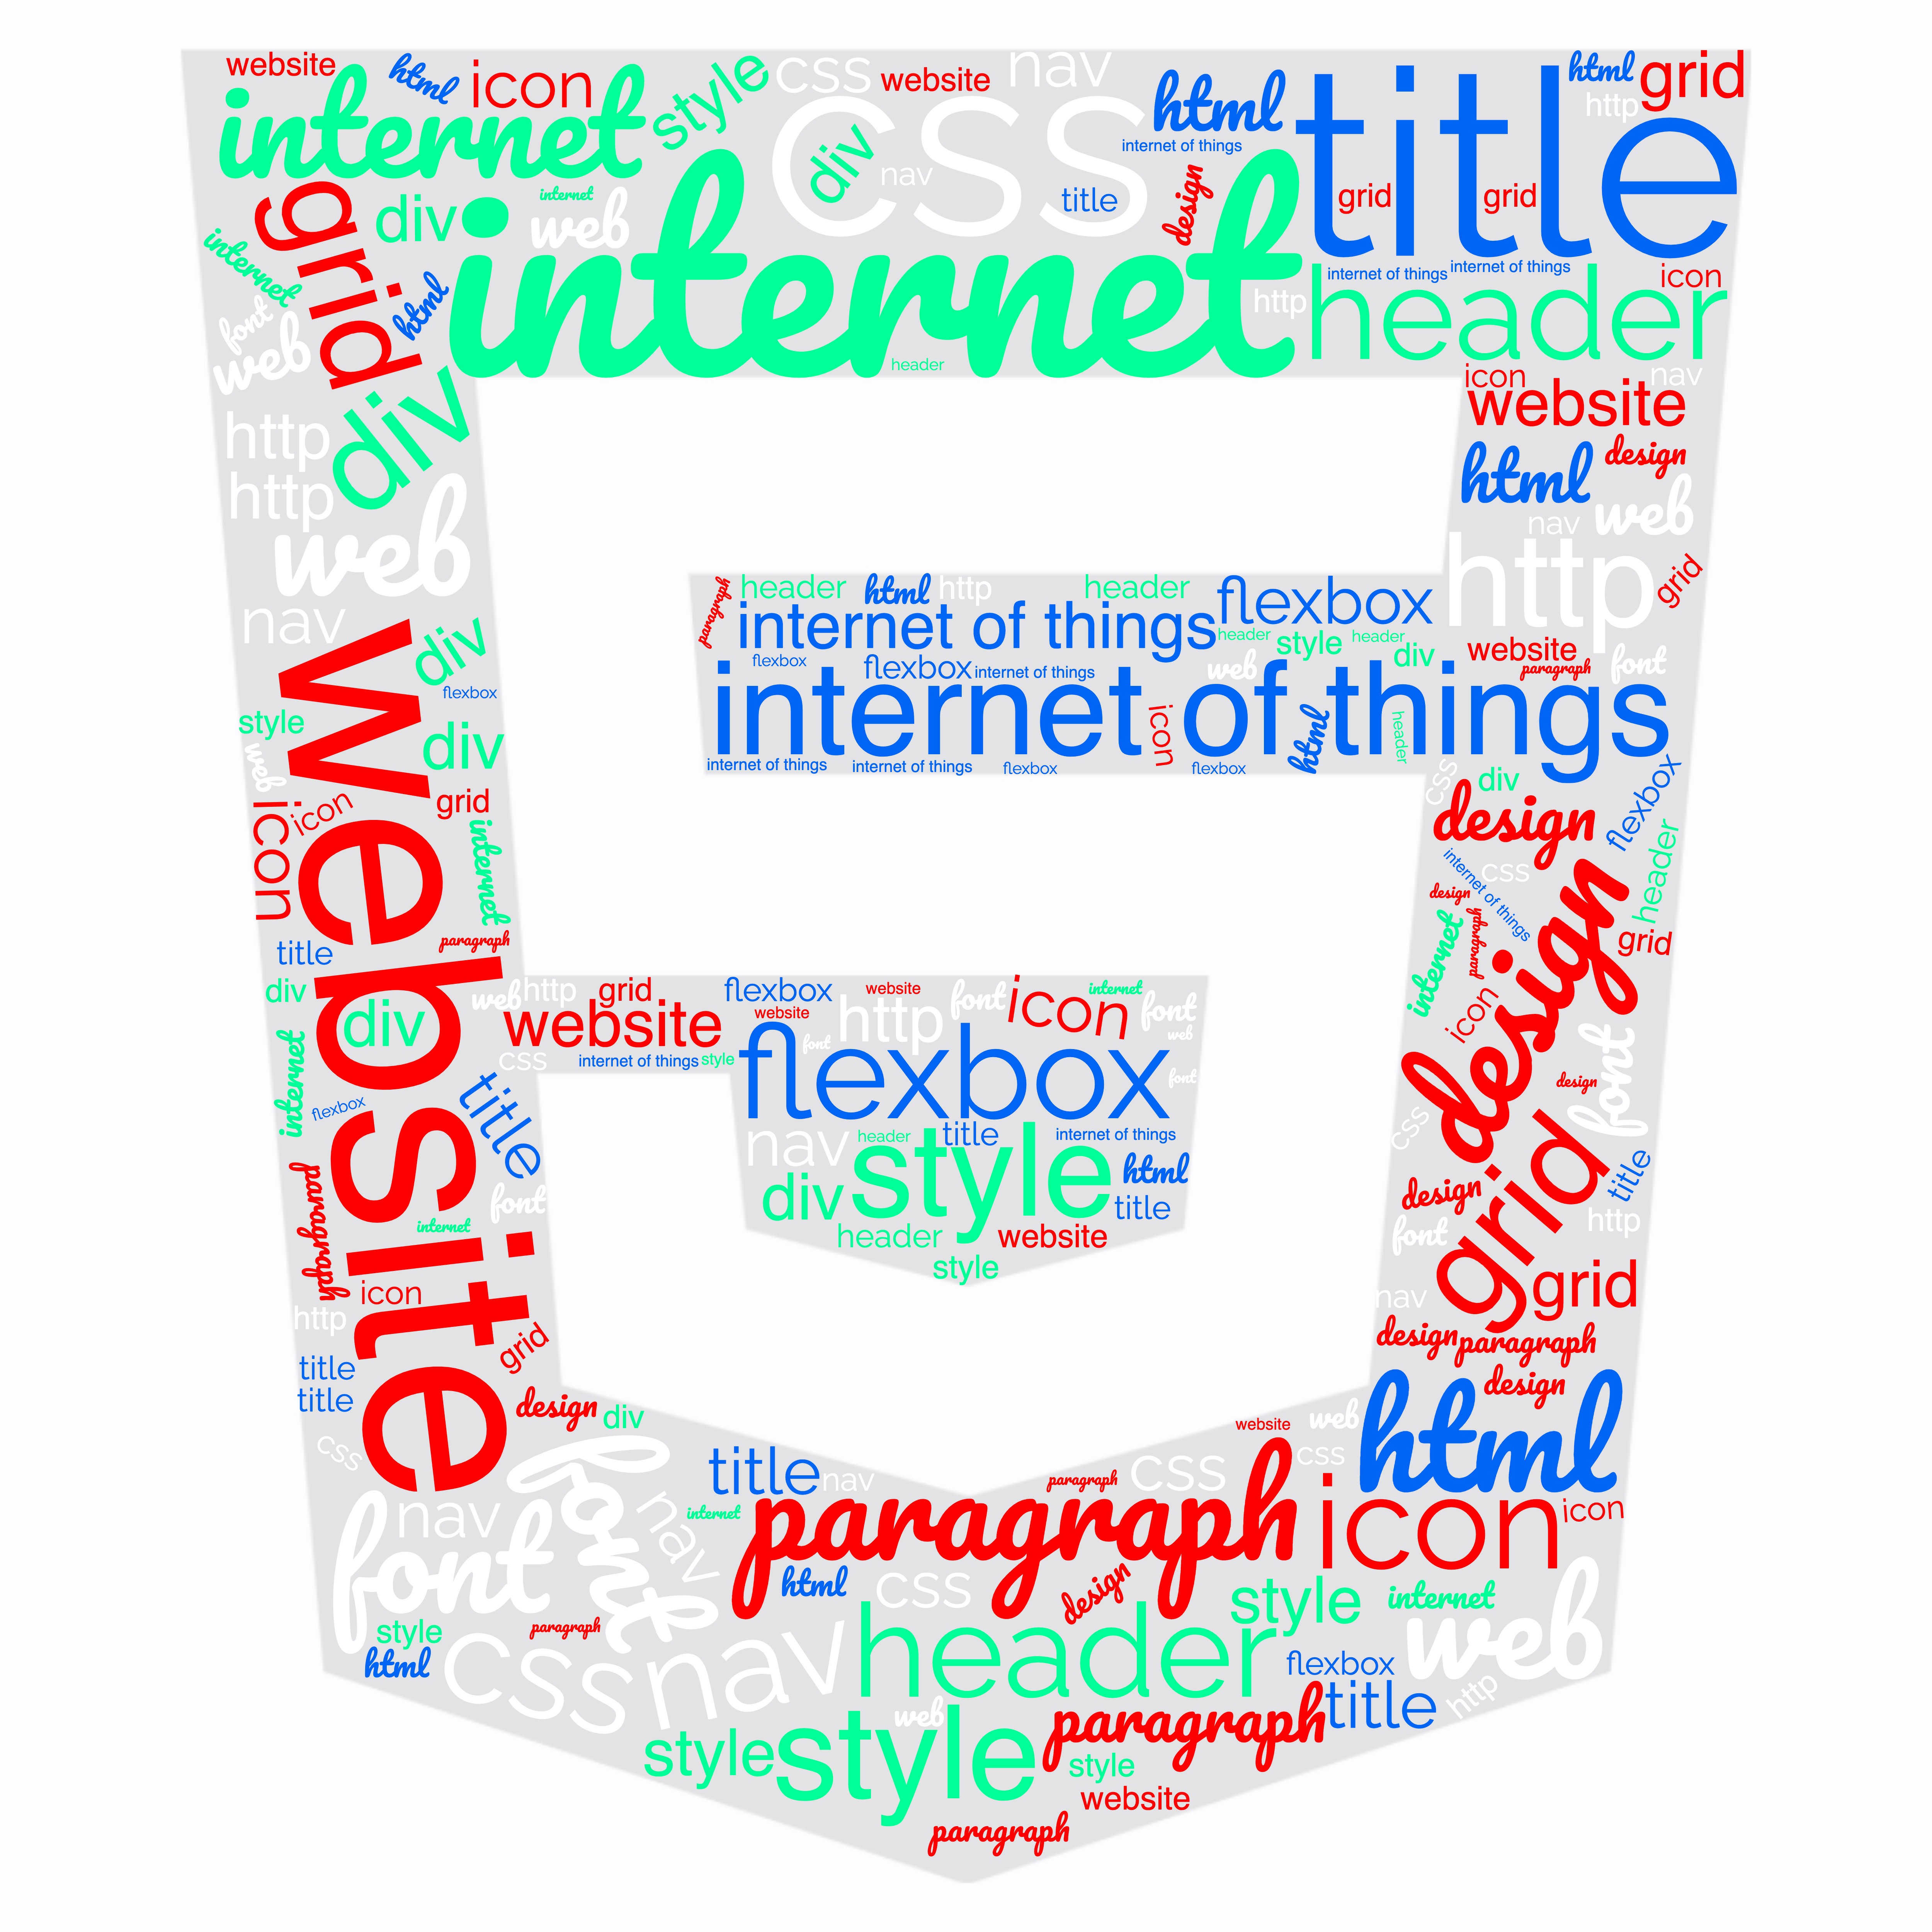 website html icon style css website nav html title html grid
internet css http
div nav internet of things
grid div internet web title design grid grid
internet internet internet of things internet of things
font html http header icon
web header
div icon nav
http website
http html design
web nav web
nav http grid
paragraph header html http header flexbox
div internet of things header style header div website
flexbox flexbox internet of things web paragraph font
flexbox internet of things
style div icon html header
web internet of things internet of things flexbox flexbox
website css div flexbox
icon icon grid design
internet header
internet of things css
design
title paragraph internet paragraph design grid
div web http grid flexbox website font icon internet font
div website website http icon
font web
internet css internet of things style flexbox font design font
flexbox title
nav header title internet of things css
style html design title
paragraph font div title font http
internet header website grid
style
icon nav grid
http grid design paragraph
title
title design div design
website web html
css font title nav paragraph css css
nav nav internet paragraph icon icon
font html css design style internet
style paragraph header web
html css nav flexbox
web paragraph title http
style style style
website
paragraph